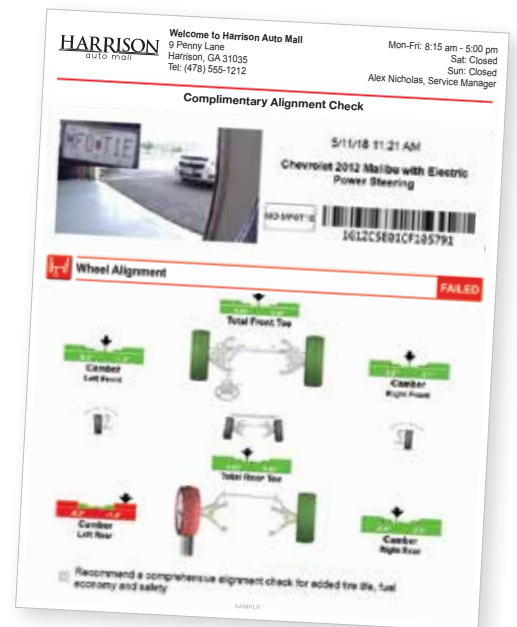 HARRISON
auto mall
Welcome to Harrison Auto Mall
9 Penny Lane
Harrison, GA 31035
Tel: (478) 555-1212
Mon-Fri: 8:15 am - 5:00 pm
Sat: Closed
Sun: Closed
Alex Nicholas, Service Manager
Complimentary Alignment Check
5/11/18 11:21 AM
Chevrolet 2012 Malibu with Electric
Power Steering
Wheel Alignment
FAILED
Total Front Toe
Camber
Left Front
Camber
Right Front
Total Rear Toe
Camber
Left Rear
Camber
Right Rear
Recommend a comprehensive alignment check for added tire life, fuel
economy and safety
SAMPLE